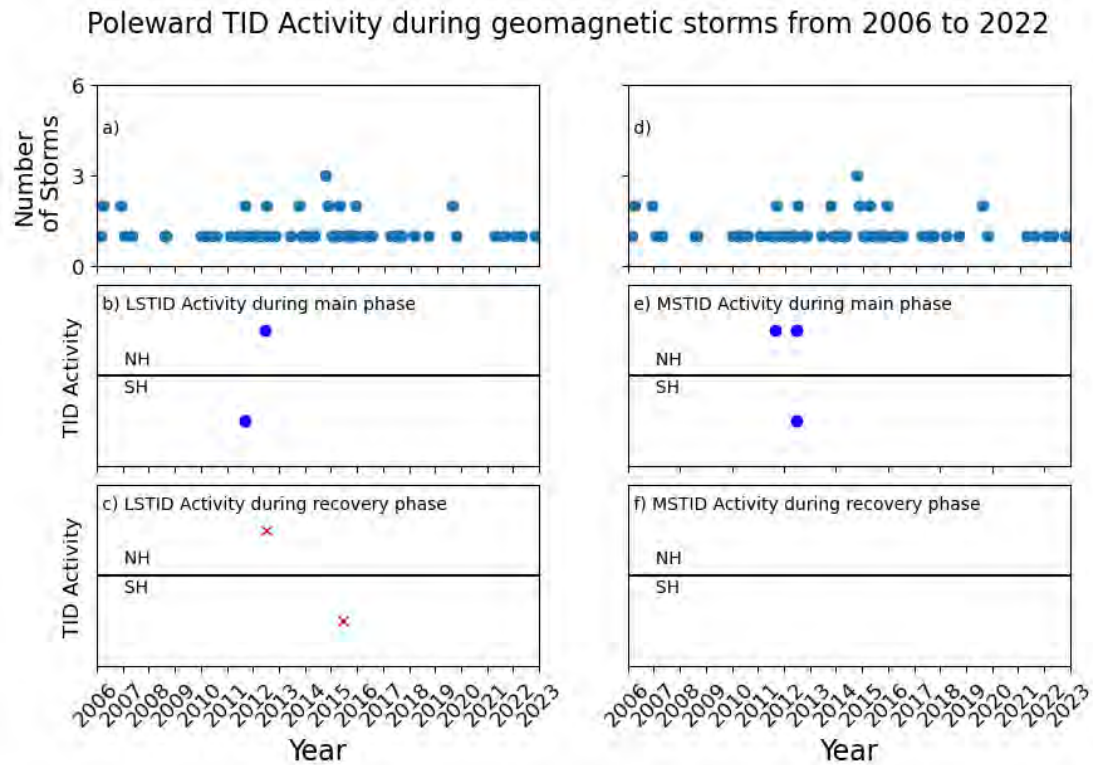 Poleward TID Activity during geomagnetic storms from 2006 to 2022
Number
of Storms
6
3
0
a)
d)
TID Activity
b) LSTID Activity during main phase
NH
SH
e) MSTID Activity during main phase
NH
SH
TID Activity
c) LSTID Activity during recovery phase
NH
SH
f) MSTID Activity during recovery phase
NH
SH
2006 2007 2008 2009 2010 2011 2012 2013 2014 2015 2016 2017 2018 2019 2020 2021 2022 2023
2006 2007 2008 2009 2010 2011 2012 2013 2014 2015 2016 2017 2018 2019 2020 2021 2022 2023
Year
Year